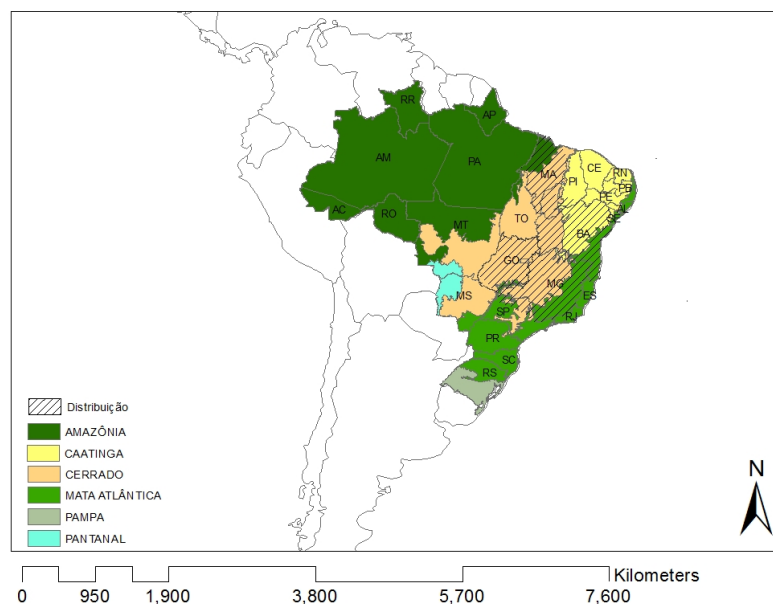 RR
AP
AM
PA
MA
CE
RN
PI
PB
PE
AL
SE
AC
RO
MT
TO
BA
GO
MG
MS
ES
SP
RJ
PR
SC
RS
Distribuição
AMAZÔNIA
CAATINGA
CERRADO
MATA ATLÂNTICA
PAMPA
PANTANAL
N
Kilometers
0 950 1,900 3,800 5,700 7,600